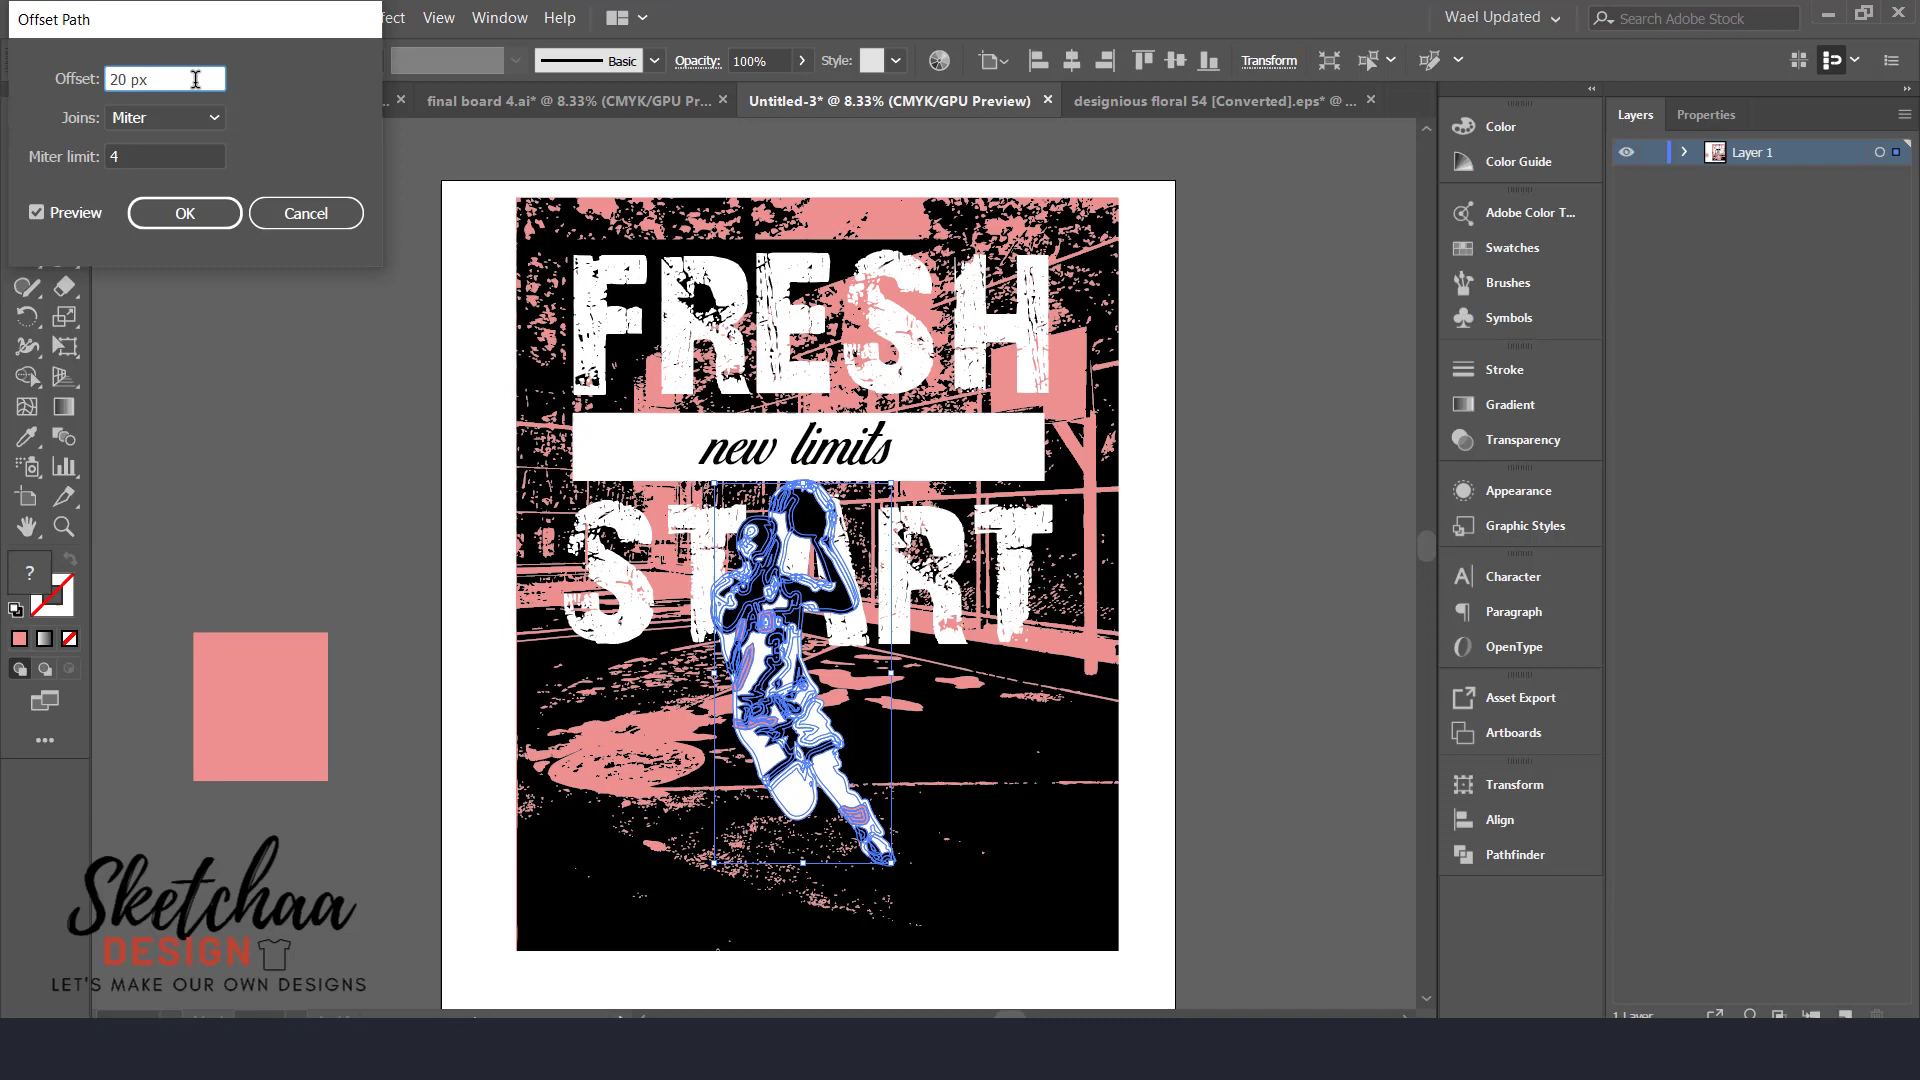 Offset Path
fect View Window Help
Wael Updated
Search Adobe Stock
Offset: 20 px
Basic
Opacity: 100%
Style:
Transform
... final board 4.ai* @ 8.33% (CMYK/GPU Pr...
Untitled-3* @ 8.33% (CMYK/GPU Preview)
designious floral 54 [Converted].eps* @ ...
Joins: Miter
Miter limit: 4
Preview
OK
Cancel
Color
Color Guide
Adobe Color T...
Swatches
Brushes
Symbols
Stroke
Gradient
Transparency
Appearance
Graphic Styles
Character
Paragraph
OpenType
Asset Export
Artboards
Transform
Align
Pathfinder
Layers
Properties
Layer 1
1 Layer
?
FRESH
new limits
START
Sketchaa
DESIGN
LET'S MAKE OUR OWN DESIGNS